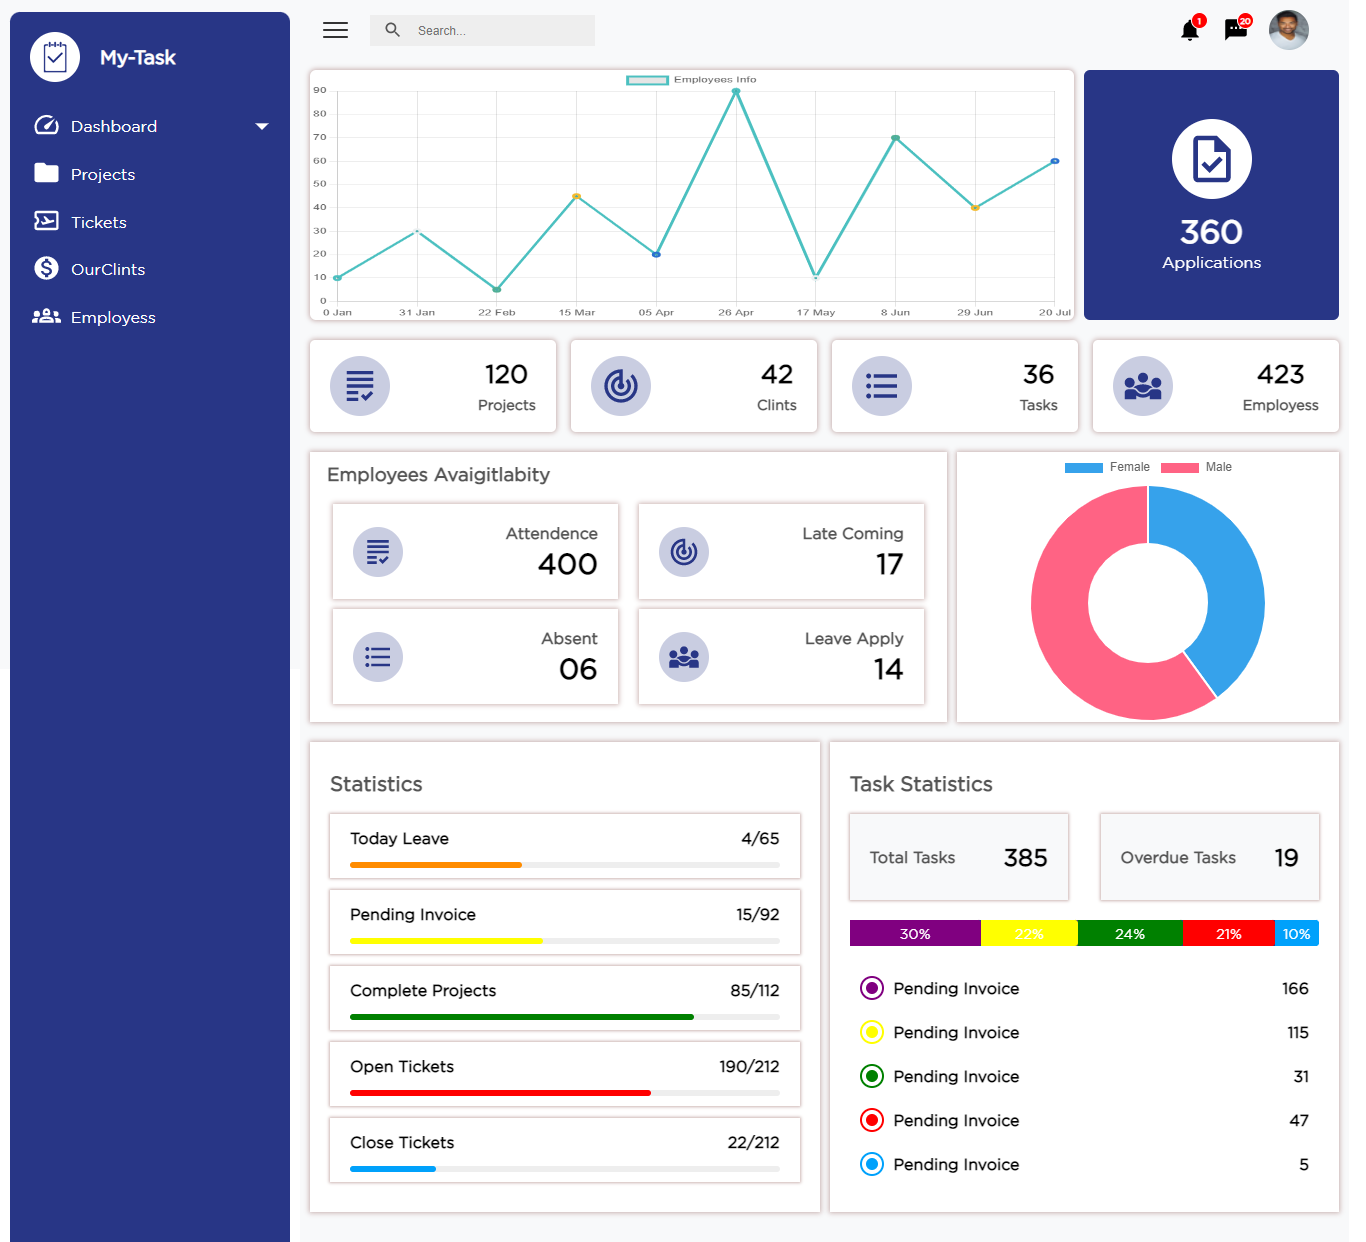 My-Task
Dashboard
Projects
Tickets
OurClints
Employess
Search...
1
20
Employees Info
90
80
70
60
50
40
30
20
10
0
0 Jan 31 Jan 22 Feb 15 Mar 05 Apr 26 Apr 17 May 8 Jun 29 Jun 20 Jul
360
Applications
120
Projects
42
Clints
36
Tasks
423
Employess
Employees Avaigitlabity
Attendence
400
Late Coming
17
Absent
06
Leave Apply
14
Female Male
Statistics
Today Leave 4/65
Pending Invoice 15/92
Complete Projects 85/112
Open Tickets 190/212
Close Tickets 22/212
Task Statistics
Total Tasks 385
Overdue Tasks 19
30% 22% 24% 21% 10%
Pending Invoice 166
Pending Invoice 115
Pending Invoice 31
Pending Invoice 47
Pending Invoice 5